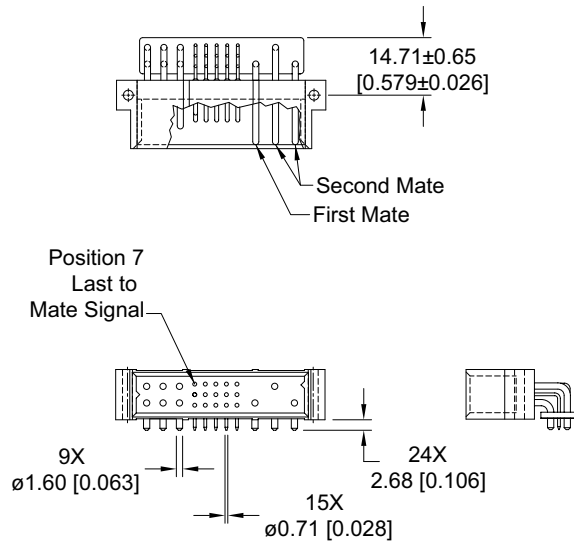 14.71±0.65
[0.579±0.026]
Second Mate
First Mate
Position 7
Last to
Mate Signal
9X
ø1.60 [0.063]
24X
2.68 [0.106]
15X
ø0.71 [0.028]